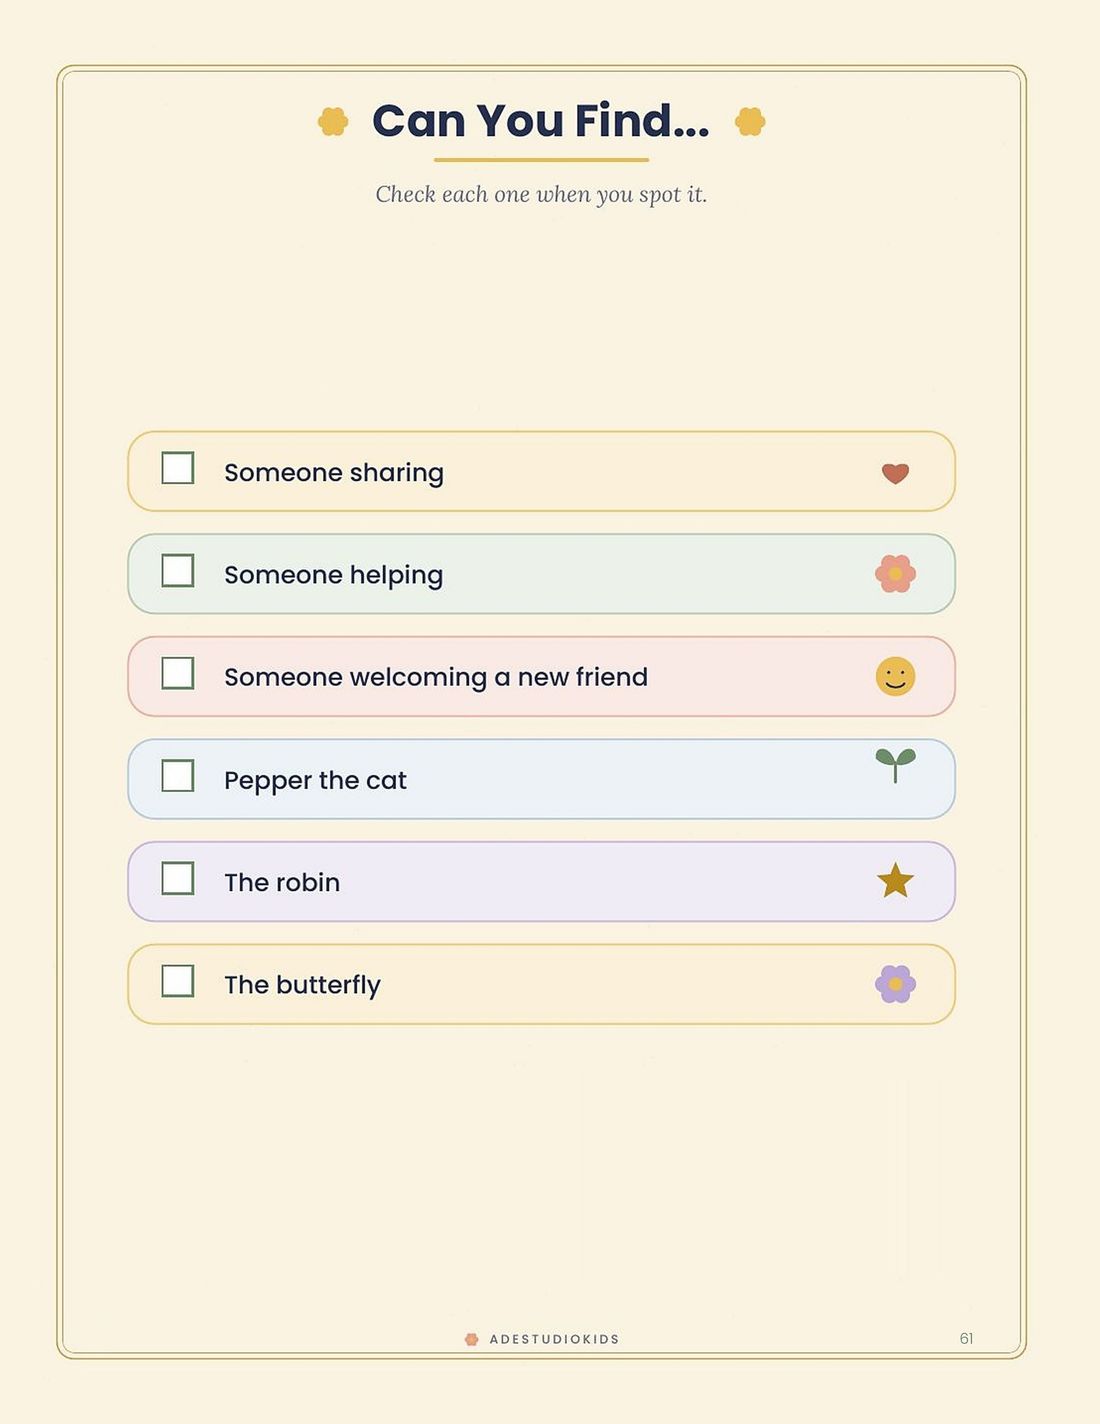 Can You Find...
Check each one when you spot it.
Someone sharing
Someone helping
Someone welcoming a new friend
Pepper the cat
The robin
The butterfly
ADESTUDIOKIDS
61